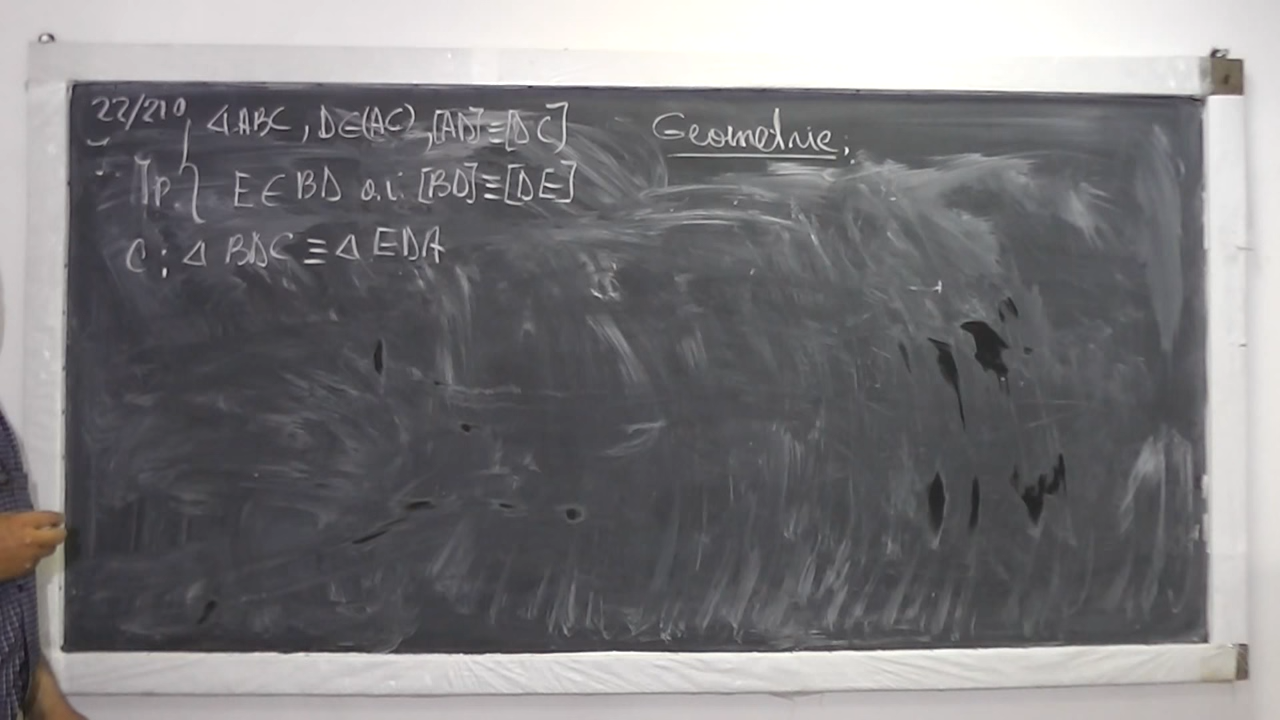 22/210 △ABC, D∈(AC), [AD]≡[DC]
Ip. E∈BD a.î. [BD]≡[DE]
C: △ BDC ≡ △ EDA
Geometrie;